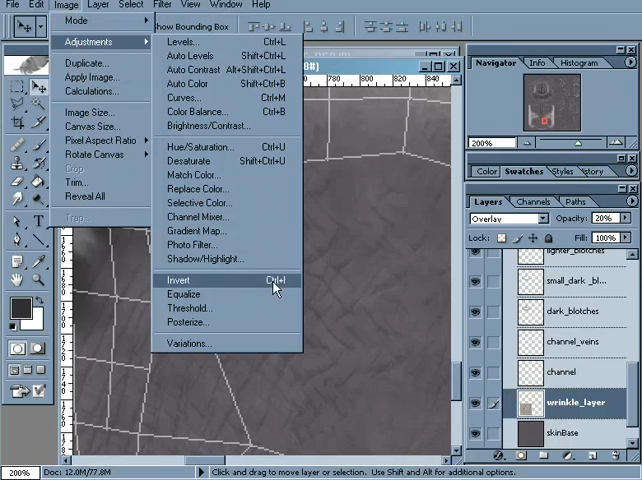 File Edit Image Layer Select Filter View Window Help
Mode
Adjustments
Duplicate...
Apply Image...
Calculations...
Image Size...
Canvas Size...
Pixel Aspect Ratio
Rotate Canvas
Crop
Trim...
Reveal All
Trap...
Levels... Ctrl+L
Auto Levels Shift+Ctrl+L
Auto Contrast Alt+Shift+Ctrl+L
Auto Color Shift+Ctrl+B
Curves... Ctrl+M
Color Balance... Ctrl+B
Brightness/Contrast...
Hue/Saturation... Ctrl+U
Desaturate Shift+Ctrl+U
Match Color...
Replace Color...
Selective Color...
Channel Mixer...
Gradient Map...
Photo Filter...
Shadow/Highlight...
Invert Ctrl+I
Equalize
Threshold...
Posterize...
Variations...
Show Bounding Box
/8#)
780 800 820 840
Navigator Info Histogram
200%
Color Swatches Styles
Layers Channels Paths
Overlay Opacity: 20%
Lock: Fill: 100%
lighter_blotches
small_dark _bl...
dark_blotches
channel_veins
channel
wrinkle_layer
skinBase
200% Doc: 12.0M/77.8M Click and drag to move layer or selection. Use Shift and Alt for additional options.